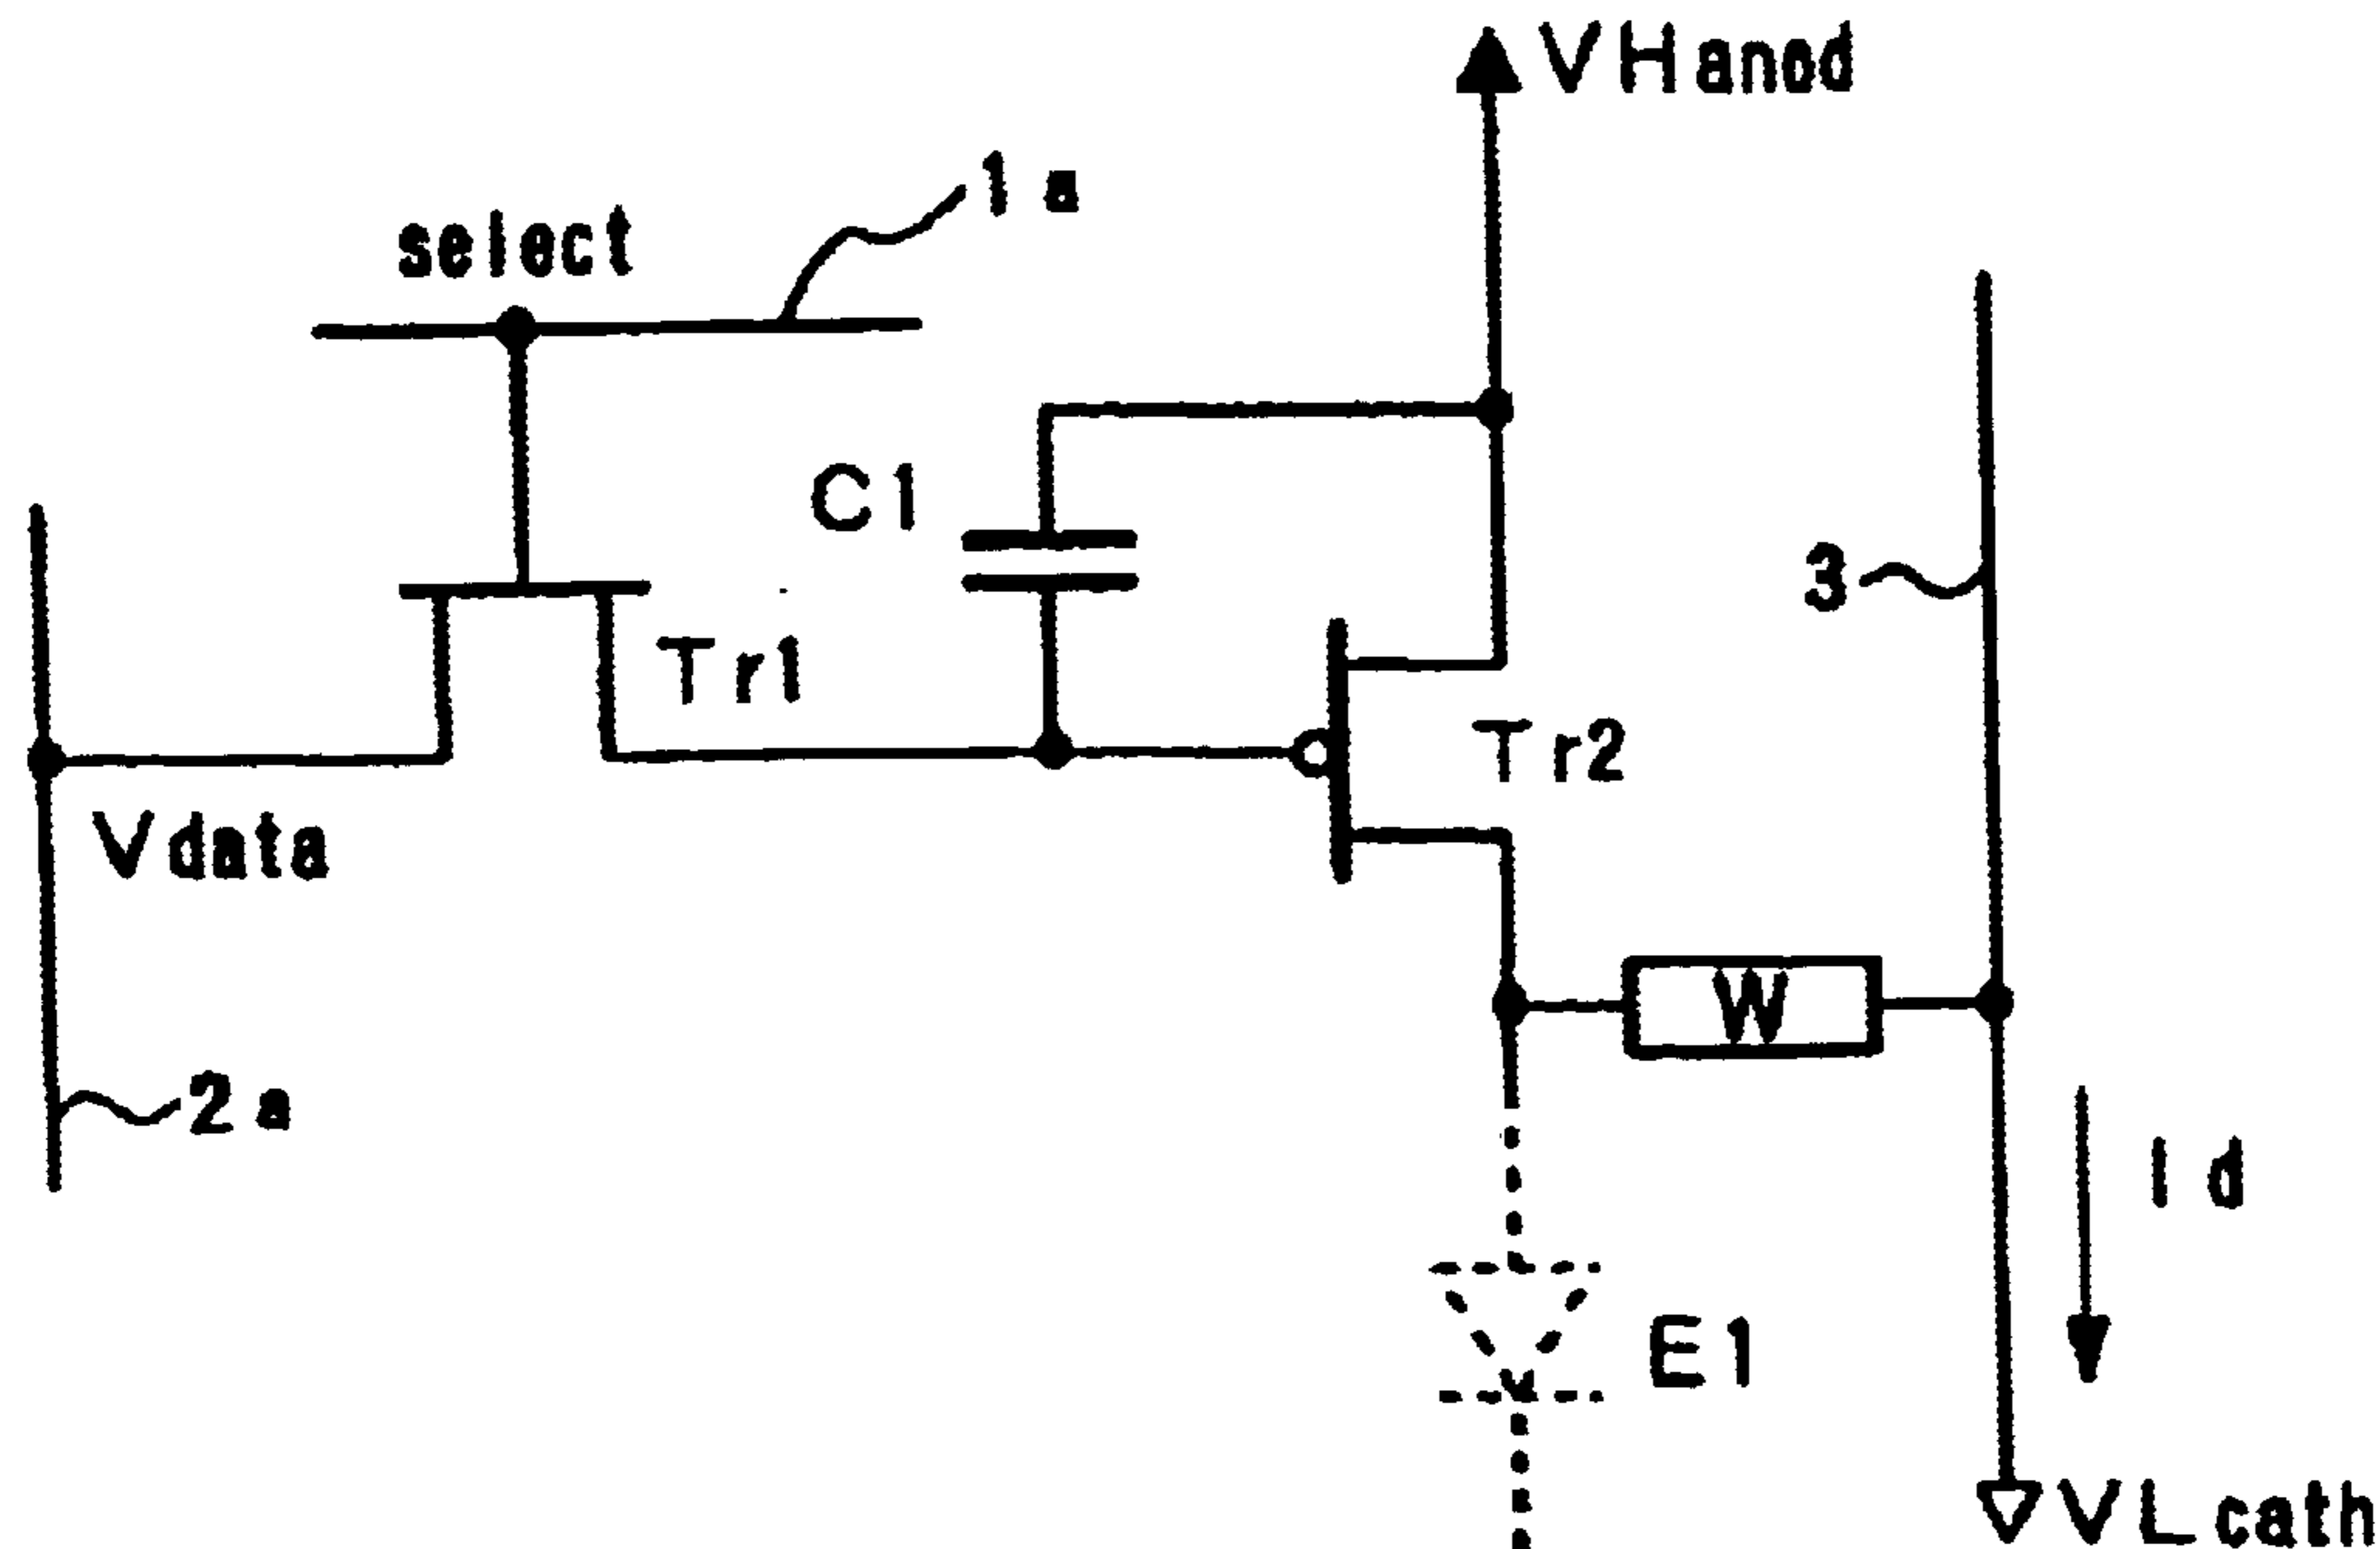 VHanod
1a
select
C1
3
Tr1
Tr2
Vdata
W
2a
Id
E1
VLcath